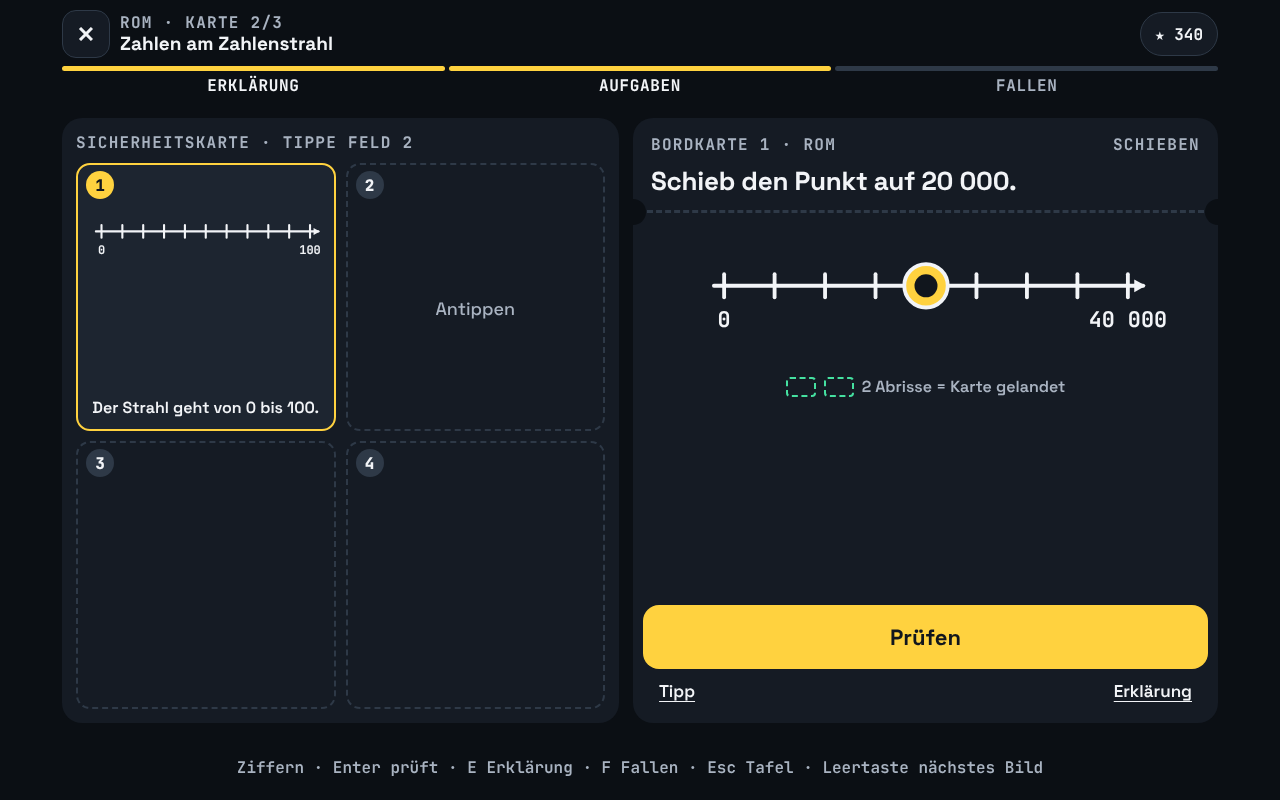 ROM · KARTE 2/3
Zahlen am Zahlenstrahl
★ 340
ERKLÄRUNG
AUFGABEN
FALLEN
SICHERHEITSKARTE · TIPPE FELD 2
1
0
100
Der Strahl geht von 0 bis 100.
2
Antippen
3
4
BORDKARTE 1 · ROM
SCHIEBEN
Schieb den Punkt auf 20 000.
0
40 000
2 Abrisse = Karte gelandet
Prüfen
Tipp
Erklärung
Ziffern · Enter prüft · E Erklärung · F Fallen · Esc Tafel · Leertaste nächstes Bild